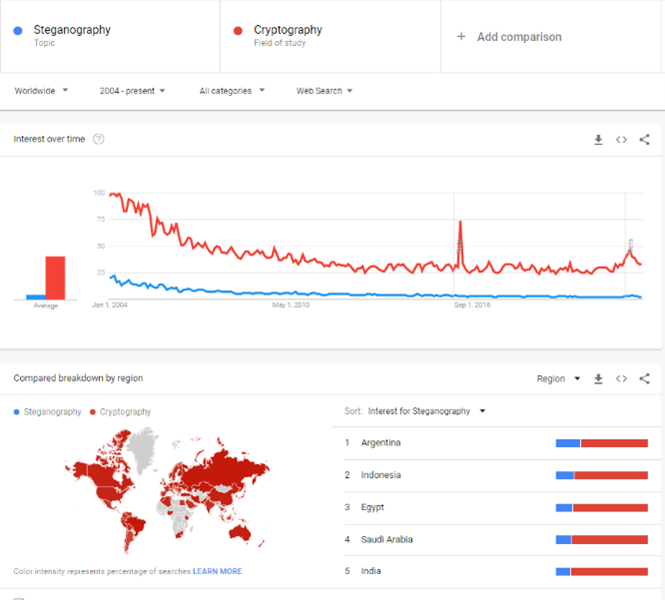 Steganography
Topic
Cryptography
Field of study
+ Add comparison
Worldwide
2004 - present
All categories
Web Search
Interest over time
100
75
50
25
Average
Jan 1, 2004
May 1, 2010
Sep 1, 2016
Compared breakdown by region
Region
Steganography
Cryptography
Sort: Interest for Steganography
1 Argentina
2 Indonesia
3 Egypt
4 Saudi Arabia
5 India
Color intensity represents percentage of searches LEARN MORE